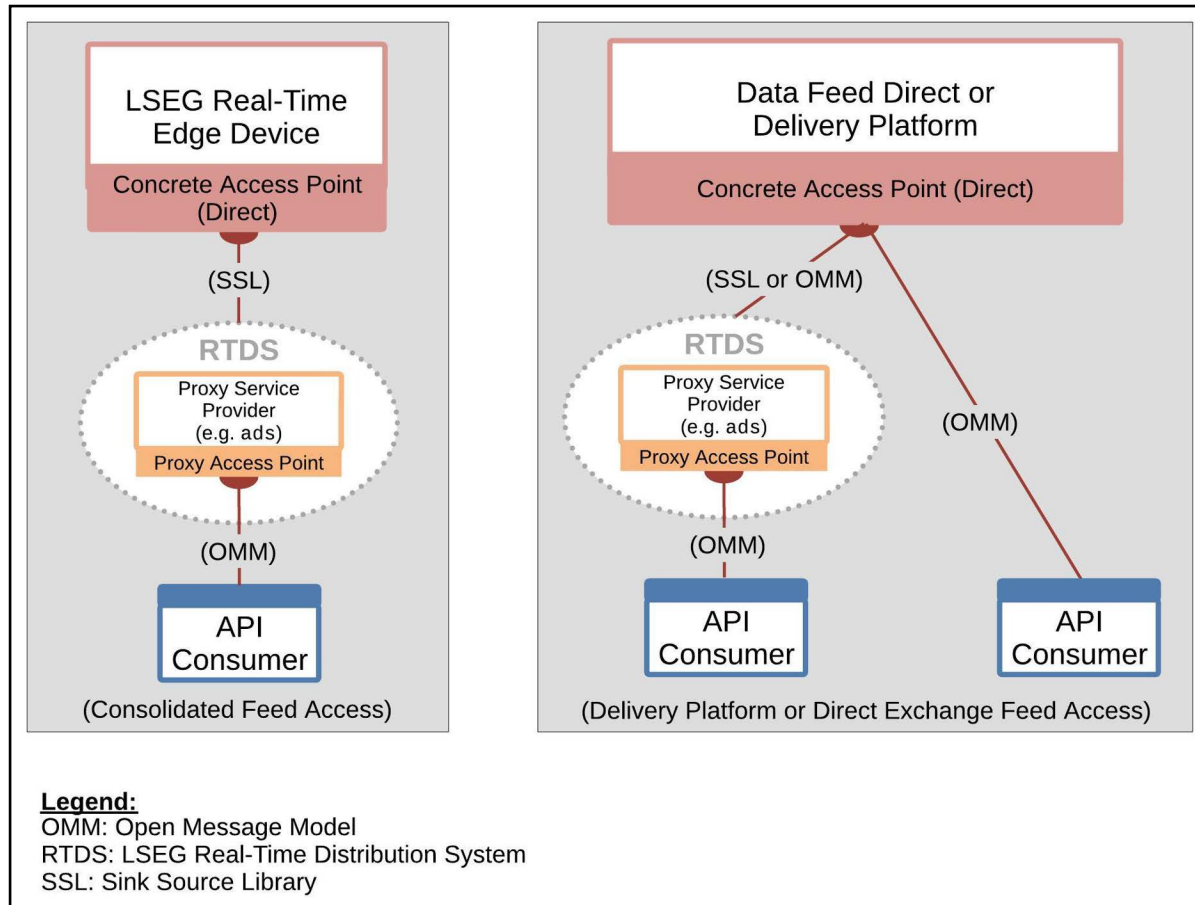 LSEG Real-Time
Edge Device
Concrete Access Point
(Direct)
(SSL)
RTDS
Proxy Service
Provider
(e.g. ads)
Proxy Access Point
(OMM)
API
Consumer
(Consolidated Feed Access)
Data Feed Direct or
Delivery Platform
Concrete Access Point (Direct)
(SSL or OMM)
RTDS
Proxy Service
Provider
(e.g. ads)
Proxy Access Point
(OMM)
(OMM)
API
Consumer
API
Consumer
(Delivery Platform or Direct Exchange Feed Access)
Legend:
OMM: Open Message Model
RTDS: LSEG Real-Time Distribution System
SSL: Sink Source Library